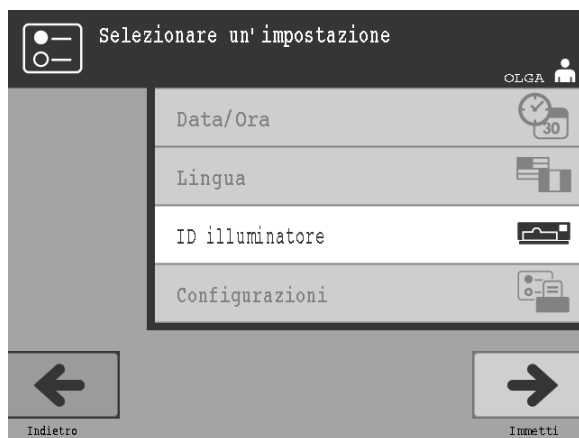 Selezionare un'impostazione
OLGA
Data/Ora
30
Lingua
ID illuminatore
Configurazioni
Indietro
Immetti